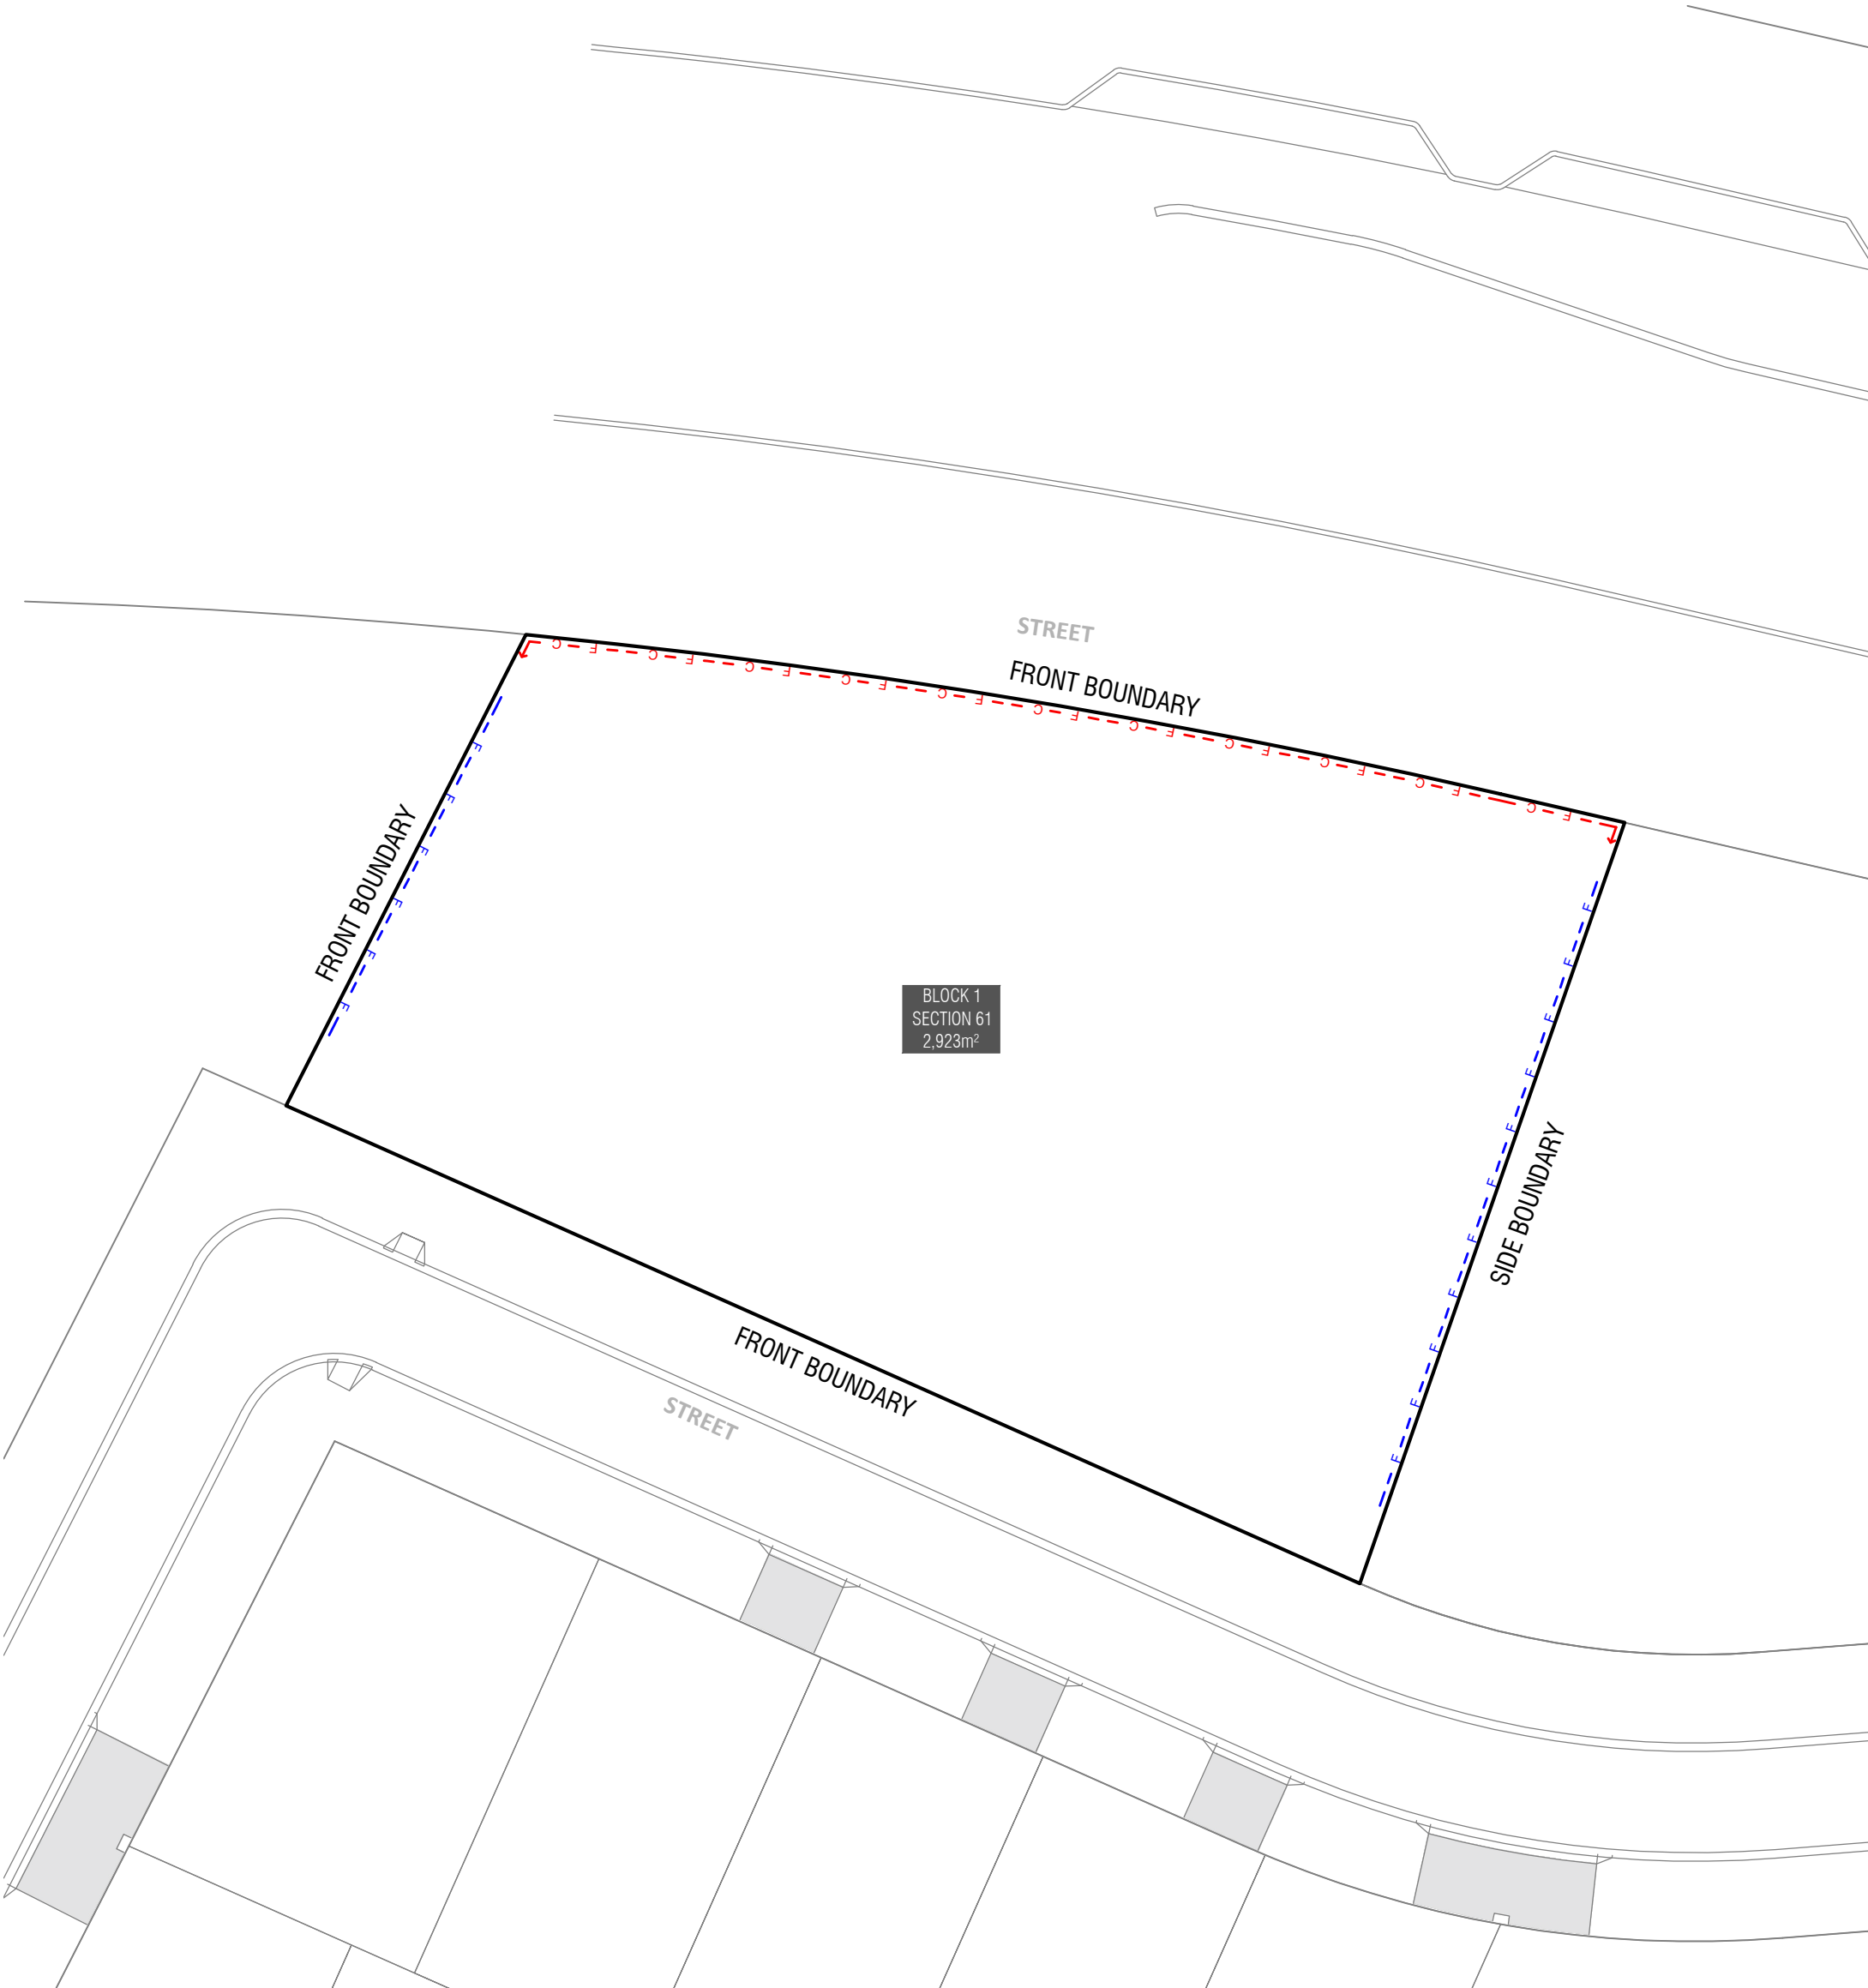 STREET
FRONT BOUNDARY
C F C F C F C F C F C F C F C F C F C F C F
FRONT BOUNDARY
F F F F F F
BLOCK 1
SECTION 61
2,923m²
F F F F F F F F F F F
SIDE BOUNDARY
FRONT BOUNDARY
STREET